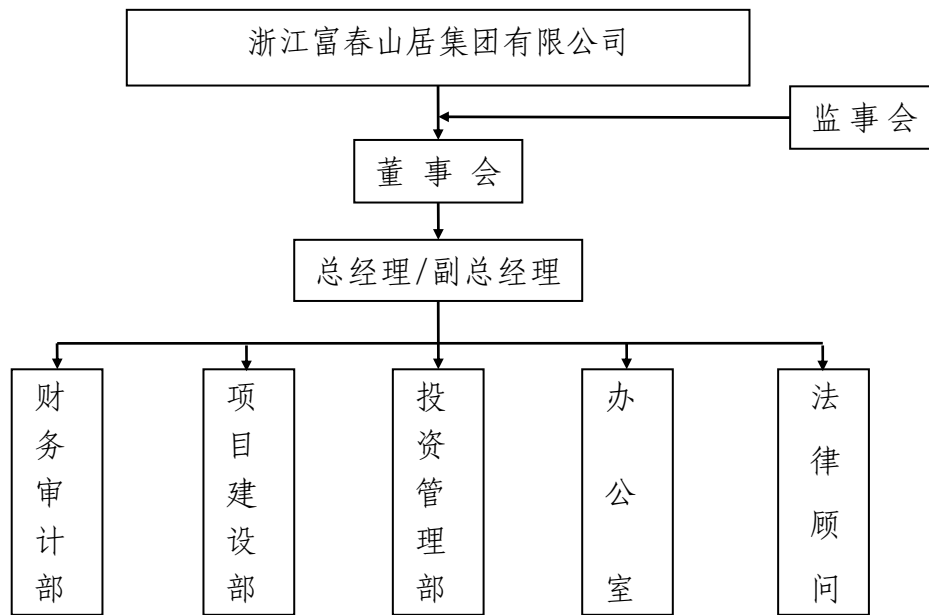 浙江富春山居集团有限公司
监事会
董事会
总经理/副总经理
财务审计部
项目建设部
投资管理部
办公室
法律顾问